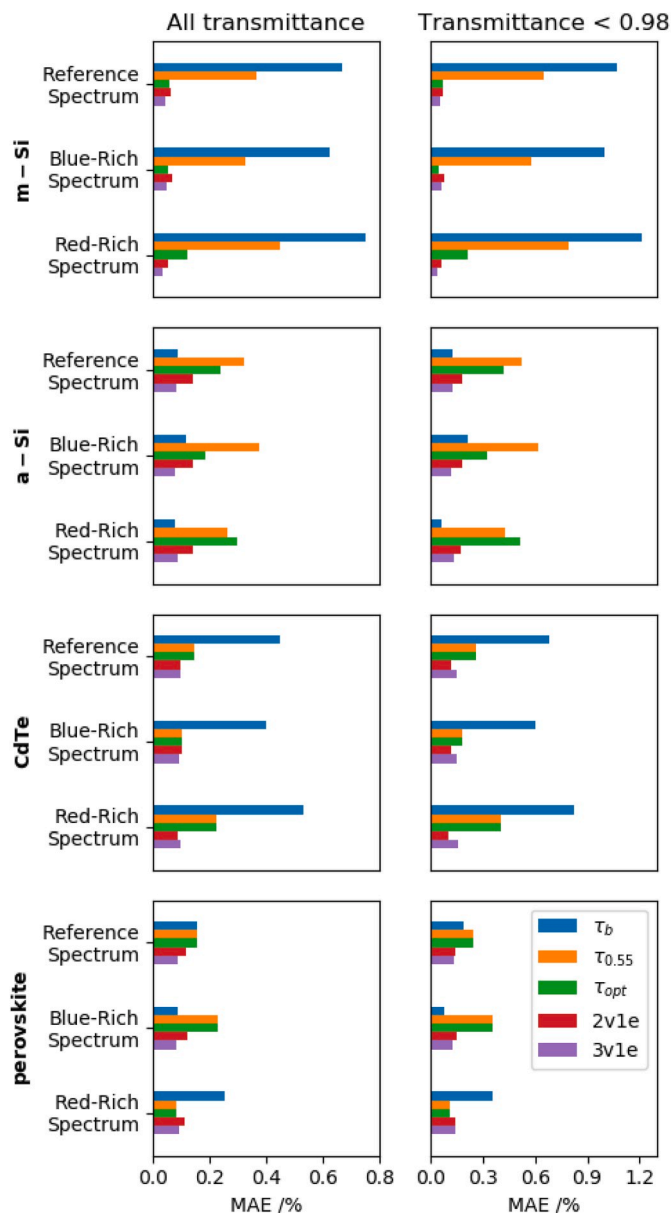 All transmittance
Transmittance < 0.98
m − Si
Reference
Spectrum
Blue-Rich
Spectrum
Red-Rich
Spectrum
a − Si
Reference
Spectrum
Blue-Rich
Spectrum
Red-Rich
Spectrum
CdTe
Reference
Spectrum
Blue-Rich
Spectrum
Red-Rich
Spectrum
perovskite
Reference
Spectrum
Blue-Rich
Spectrum
Red-Rich
Spectrum
τb
τ0.55
τopt
2v1e
3v1e
0.0 0.2 0.4 0.6 0.8
MAE /%
0.0 0.3 0.6 0.9 1.2
MAE /%